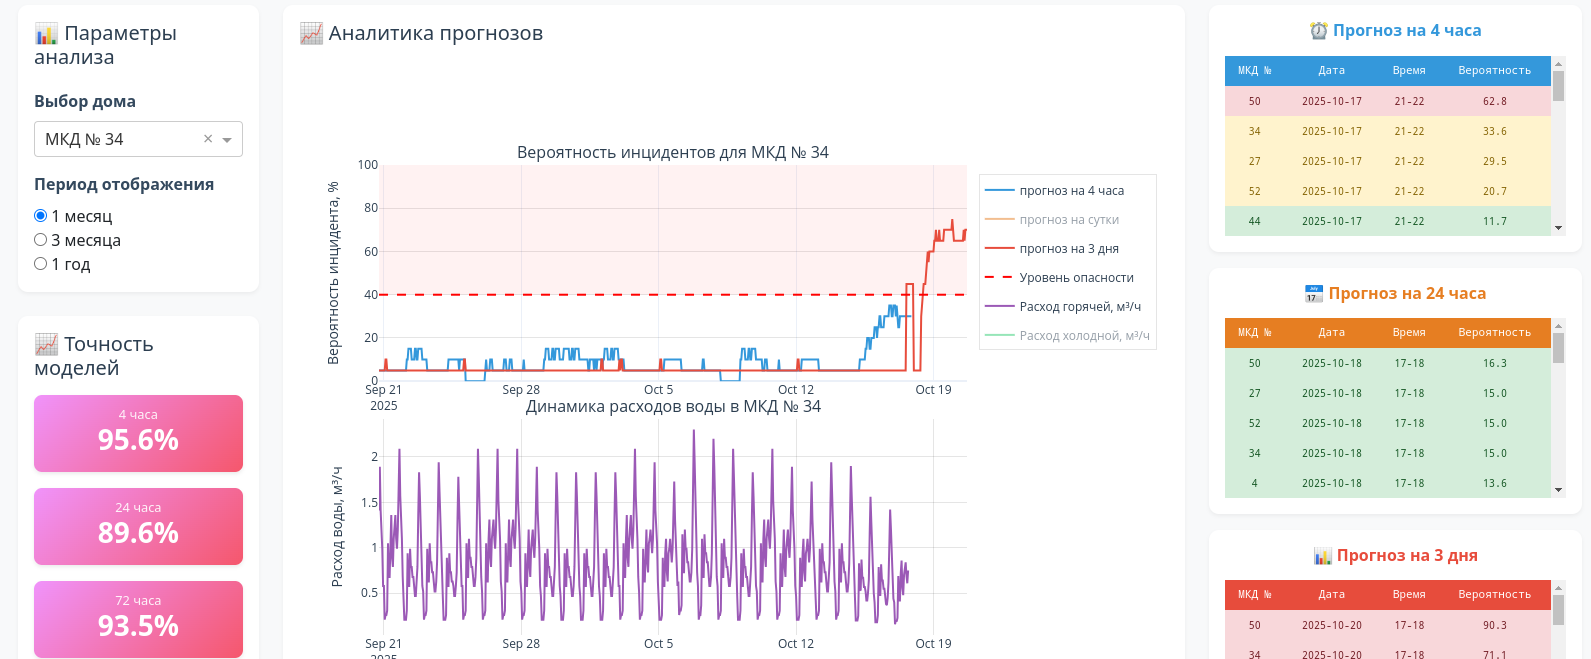 📊 Параметры
анализа
Выбор дома
МКД № 34
Период отображения
1 месяц
3 месяца
1 год
📈 Точность
моделей
4 часа
95.6%
24 часа
89.6%
72 часа
93.5%
📈 Аналитика прогнозов
Вероятность инцидентов для МКД № 34
Вероятность инцидента, %
100
80
60
40
20
0
Sep 21
2025
Sep 28
Oct 5
Oct 12
Oct 19
прогноз на 4 часа
прогноз на сутки
прогноз на 3 дня
Уровень опасности
Расход горячей, м³/ч
Расход холодной, м³/ч
Динамика расходов воды в МКД № 34
Расход воды, м³/ч
2
1.5
1
0.5
Sep 21
2025
Sep 28
Oct 5
Oct 12
Oct 19
⏰ Прогноз на 4 часа
МКД № Дата Время Вероятность
50 2025-10-17 21-22 62.8
34 2025-10-17 21-22 33.6
27 2025-10-17 21-22 29.5
52 2025-10-17 21-22 20.7
44 2025-10-17 21-22 11.7
📅 Прогноз на 24 часа
МКД № Дата Время Вероятность
50 2025-10-18 17-18 16.3
27 2025-10-18 17-18 15.0
52 2025-10-18 17-18 15.0
34 2025-10-18 17-18 15.0
4 2025-10-18 17-18 13.6
📊 Прогноз на 3 дня
МКД № Дата Время Вероятность
50 2025-10-20 17-18 90.3
34 2025-10-20 17-18 71.1